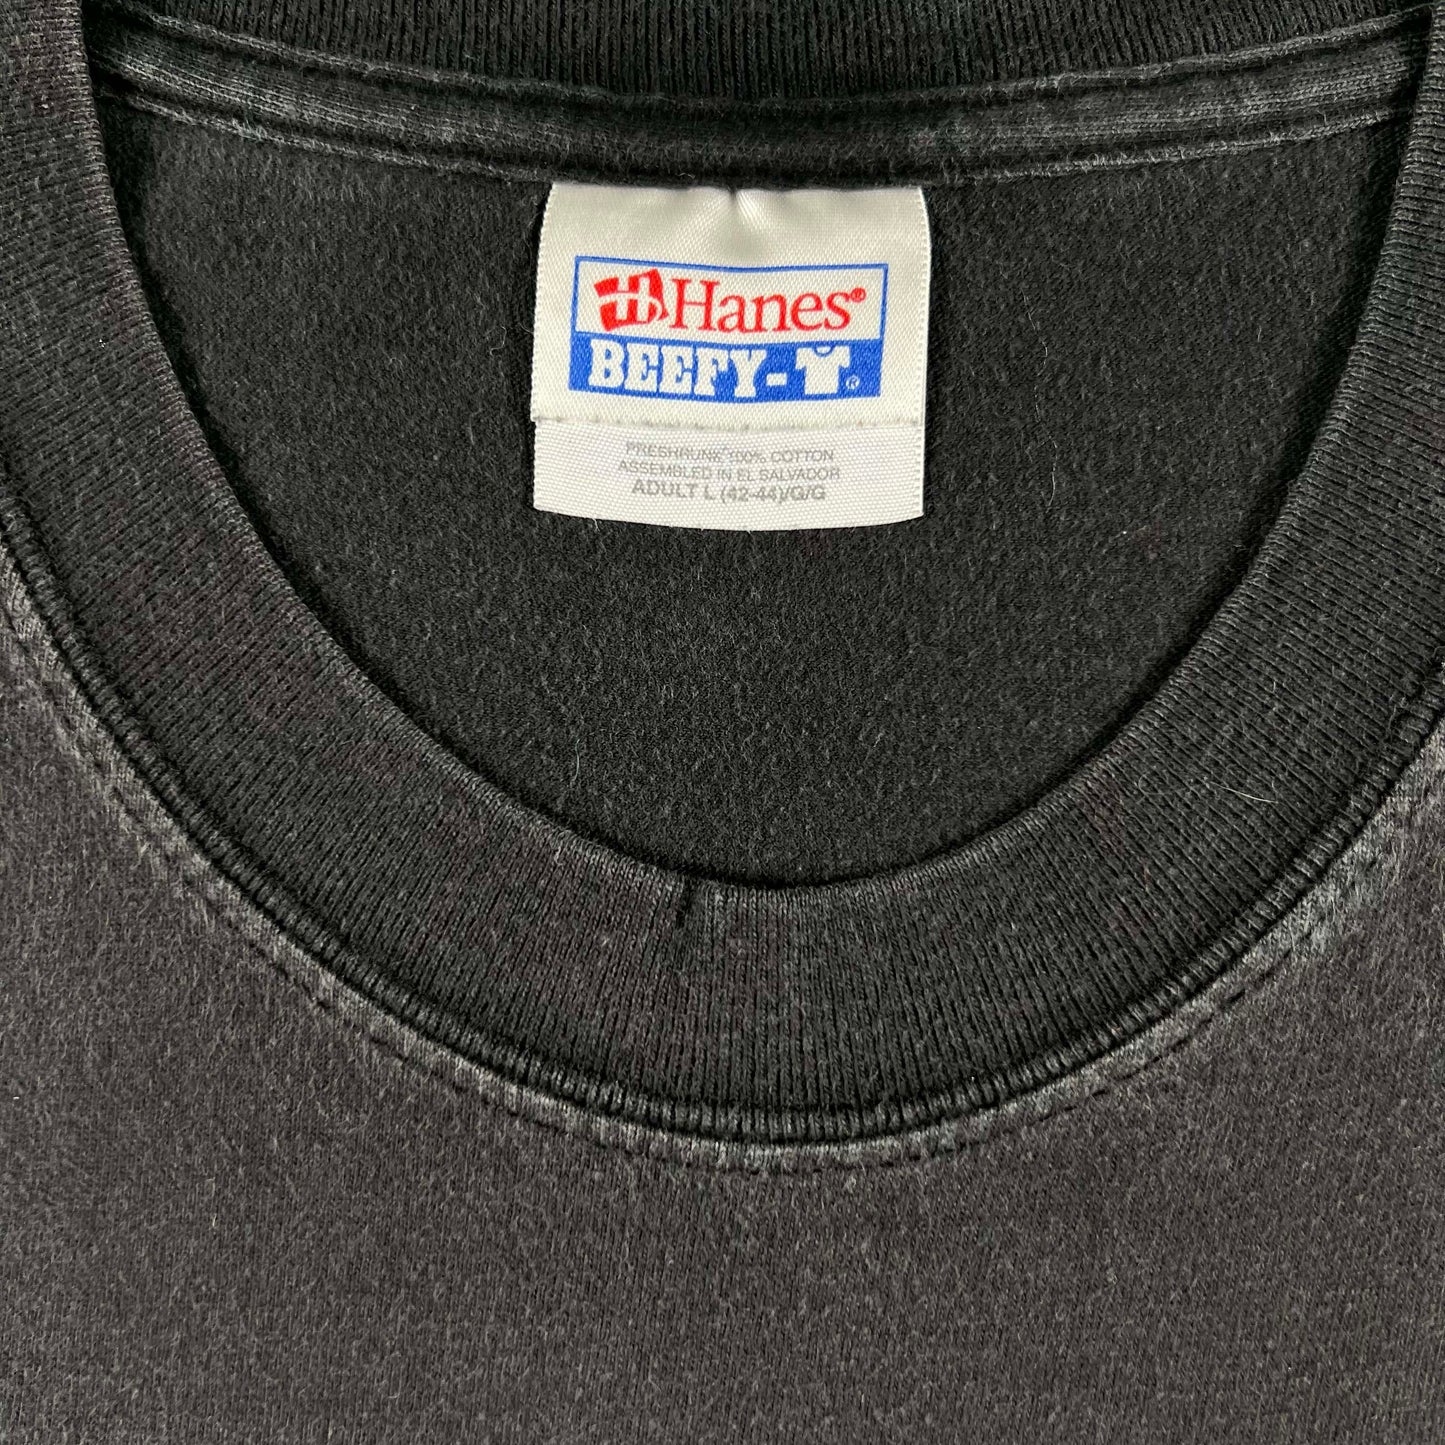 Hanes®
BEEFY-T®
PRESHRUNK 100% COTTON
ASSEMBLED IN EL SALVADOR
ADULT L (42-44)/G/G